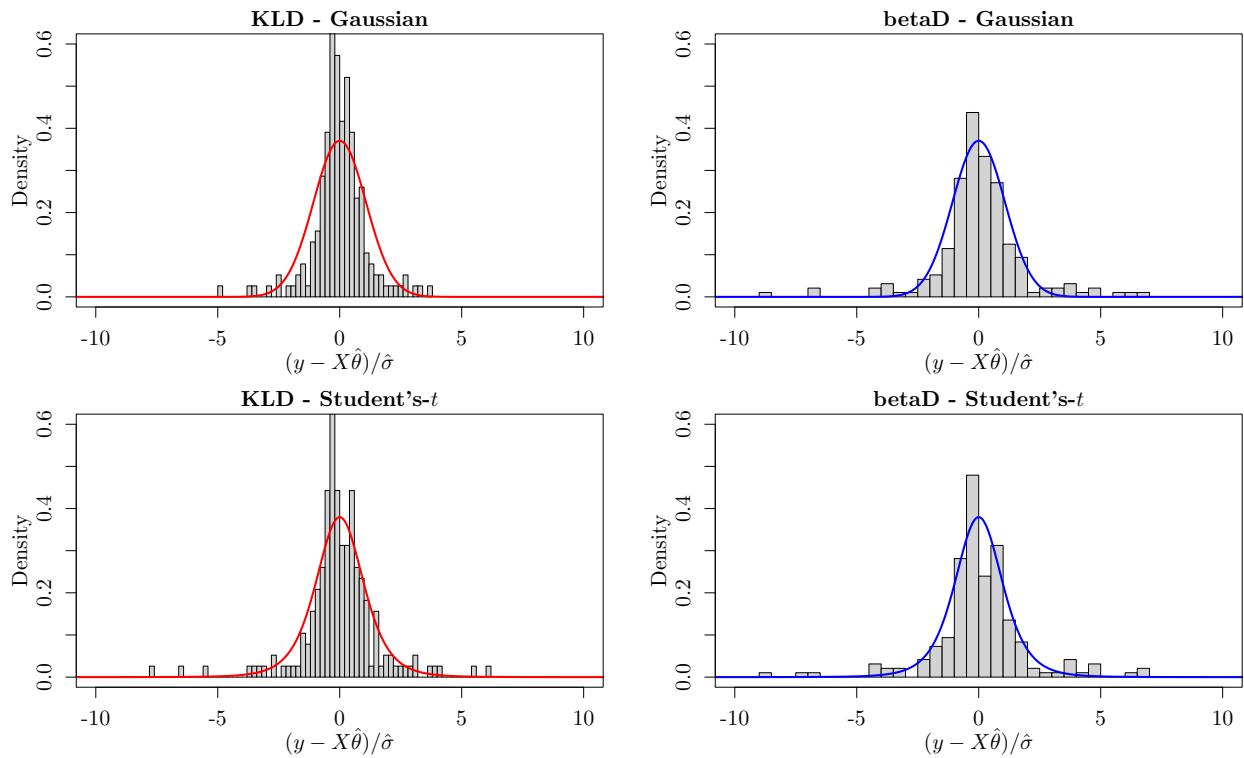 KLD - Gaussian
Density
0.0 0.2 0.4 0.6
-10 -5 0 5 10
(y − Xθ̂)/σ̂
betaD - Gaussian
Density
0.0 0.2 0.4 0.6
-10 -5 0 5 10
(y − Xθ̂)/σ̂
KLD - Student's-t
Density
0.0 0.2 0.4 0.6
-10 -5 0 5 10
(y − Xθ̂)/σ̂
betaD - Student's-t
Density
0.0 0.2 0.4 0.6
-10 -5 0 5 10
(y − Xθ̂)/σ̂